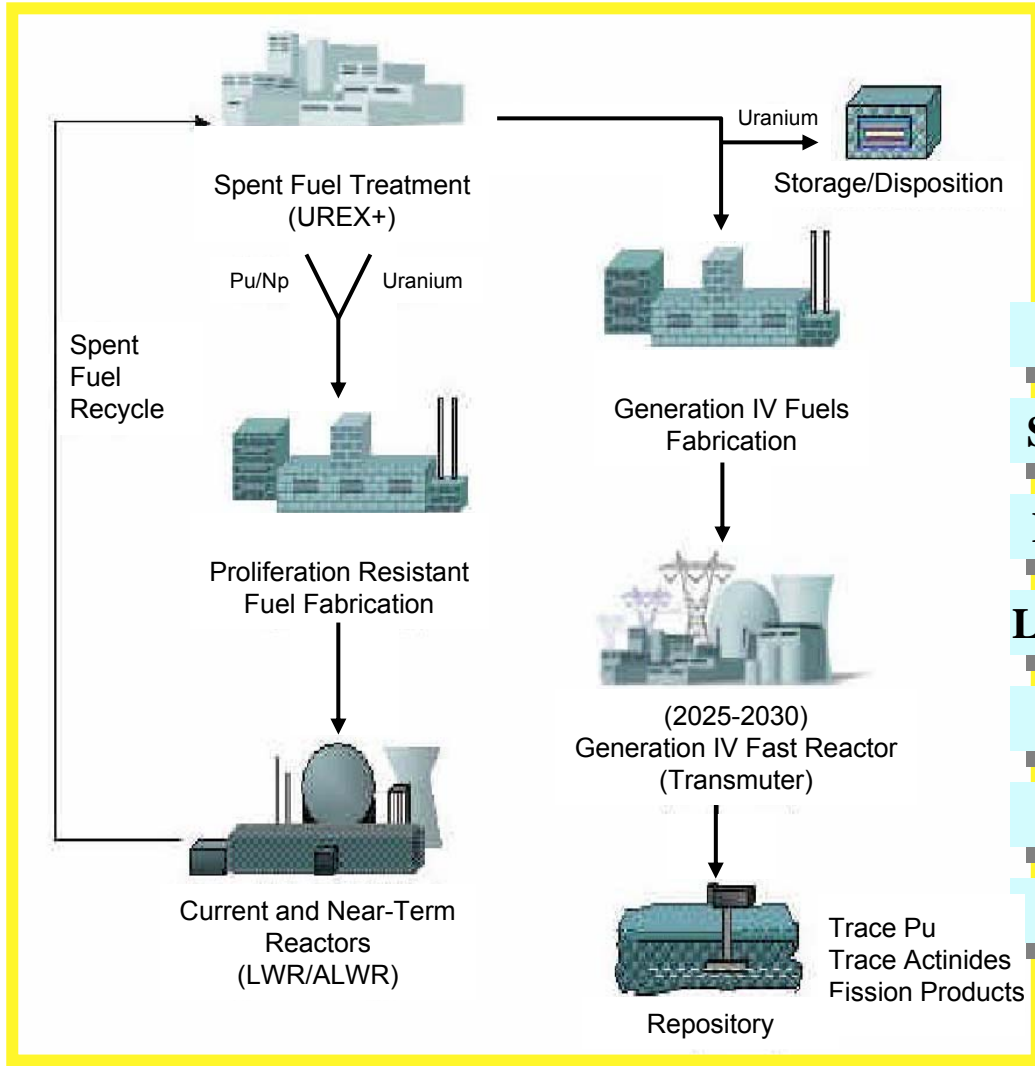 Spent Fuel Treatment
(UREX+)
Pu/Np
Uranium
Spent
Fuel
Recycle
Proliferation Resistant
Fuel Fabrication
Current and Near-Term
Reactors
(LWR/ALWR)
Uranium
Storage/Disposition
Generation IV Fuels
Fabrication
(2025-2030)
Generation IV Fast Reactor
(Transmuter)
Repository
Trace Pu
Trace Actinides
Fission Products
S
L